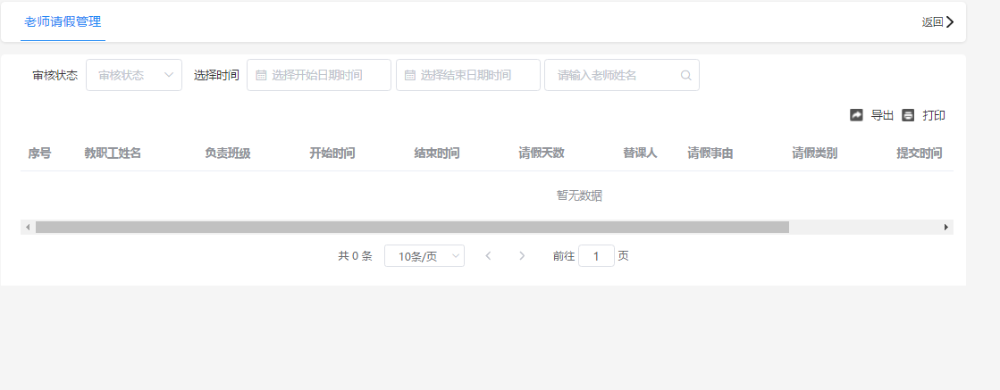 老师请假管理 返回
审核状态 审核状态 选择时间 选择开始日期时间 选择结束日期时间 请输入老师姓名
导出 打印
序号 教职工姓名 负责班级 开始时间 结束时间 请假天数 替课人 请假事由 请假类别 提交时间
暂无数据
共 0 条 10条/页 前往 1 页